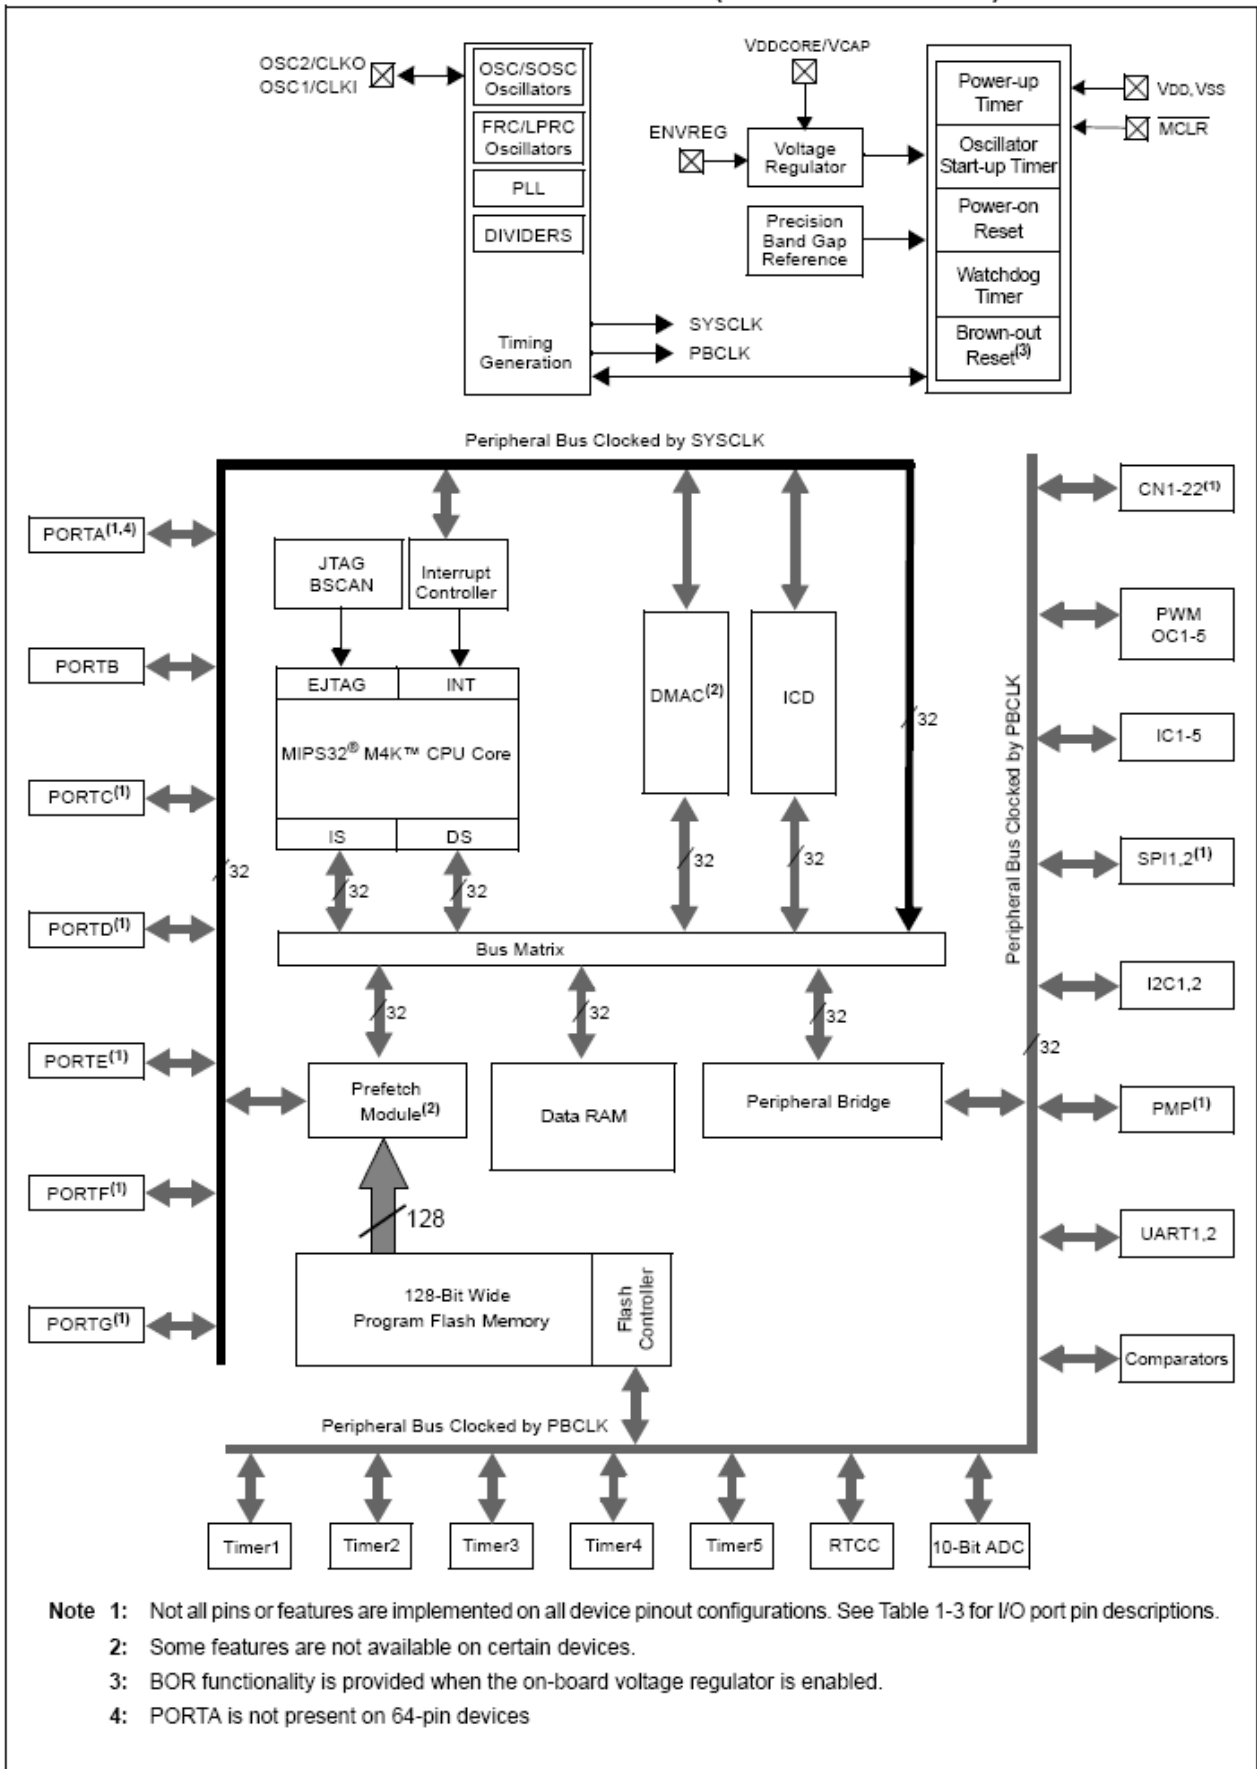 OSC2/CLKO
OSC1/CLKI
OSC/SOSC
Oscillators
FRC/LPRC
Oscillators
PLL
DIVIDERS
Timing
Generation
SYSCLK
PBCLK
VDDCORE/VCAP
ENVREG
Voltage
Regulator
Precision
Band Gap
Reference
Power-up
Timer
Oscillator
Start-up Timer
Power-on
Reset
Watchdog
Timer
Brown-out
Reset(3)
VDD, VSS
MCLR
Peripheral Bus Clocked by SYSCLK
PORTA(1,4)
PORTB
PORTC(1)
PORTD(1)
PORTE(1)
PORTF(1)
PORTG(1)
32
JTAG
BSCAN
Interrupt
Controller
EJTAG
INT
MIPS32® M4K™ CPU Core
IS
DS
32
32
DMAC(2)
ICD
32
32
32
Bus Matrix
32
32
32
Prefetch
Module(2)
Data RAM
Peripheral Bridge
128
128-Bit Wide
Program Flash Memory
Flash
Controller
Peripheral Bus Clocked by PBCLK
32
CN1-22(1)
PWM
OC1-5
IC1-5
SPI1,2(1)
I2C1,2
PMP(1)
UART1,2
Comparators
Peripheral Bus Clocked by PBCLK
Timer1
Timer2
Timer3
Timer4
Timer5
RTCC
10-Bit ADC
Note 1: Not all pins or features are implemented on all device pinout configurations. See Table 1-3 for I/O port pin descriptions.
2: Some features are not available on certain devices.
3: BOR functionality is provided when the on-board voltage regulator is enabled.
4: PORTA is not present on 64-pin devices